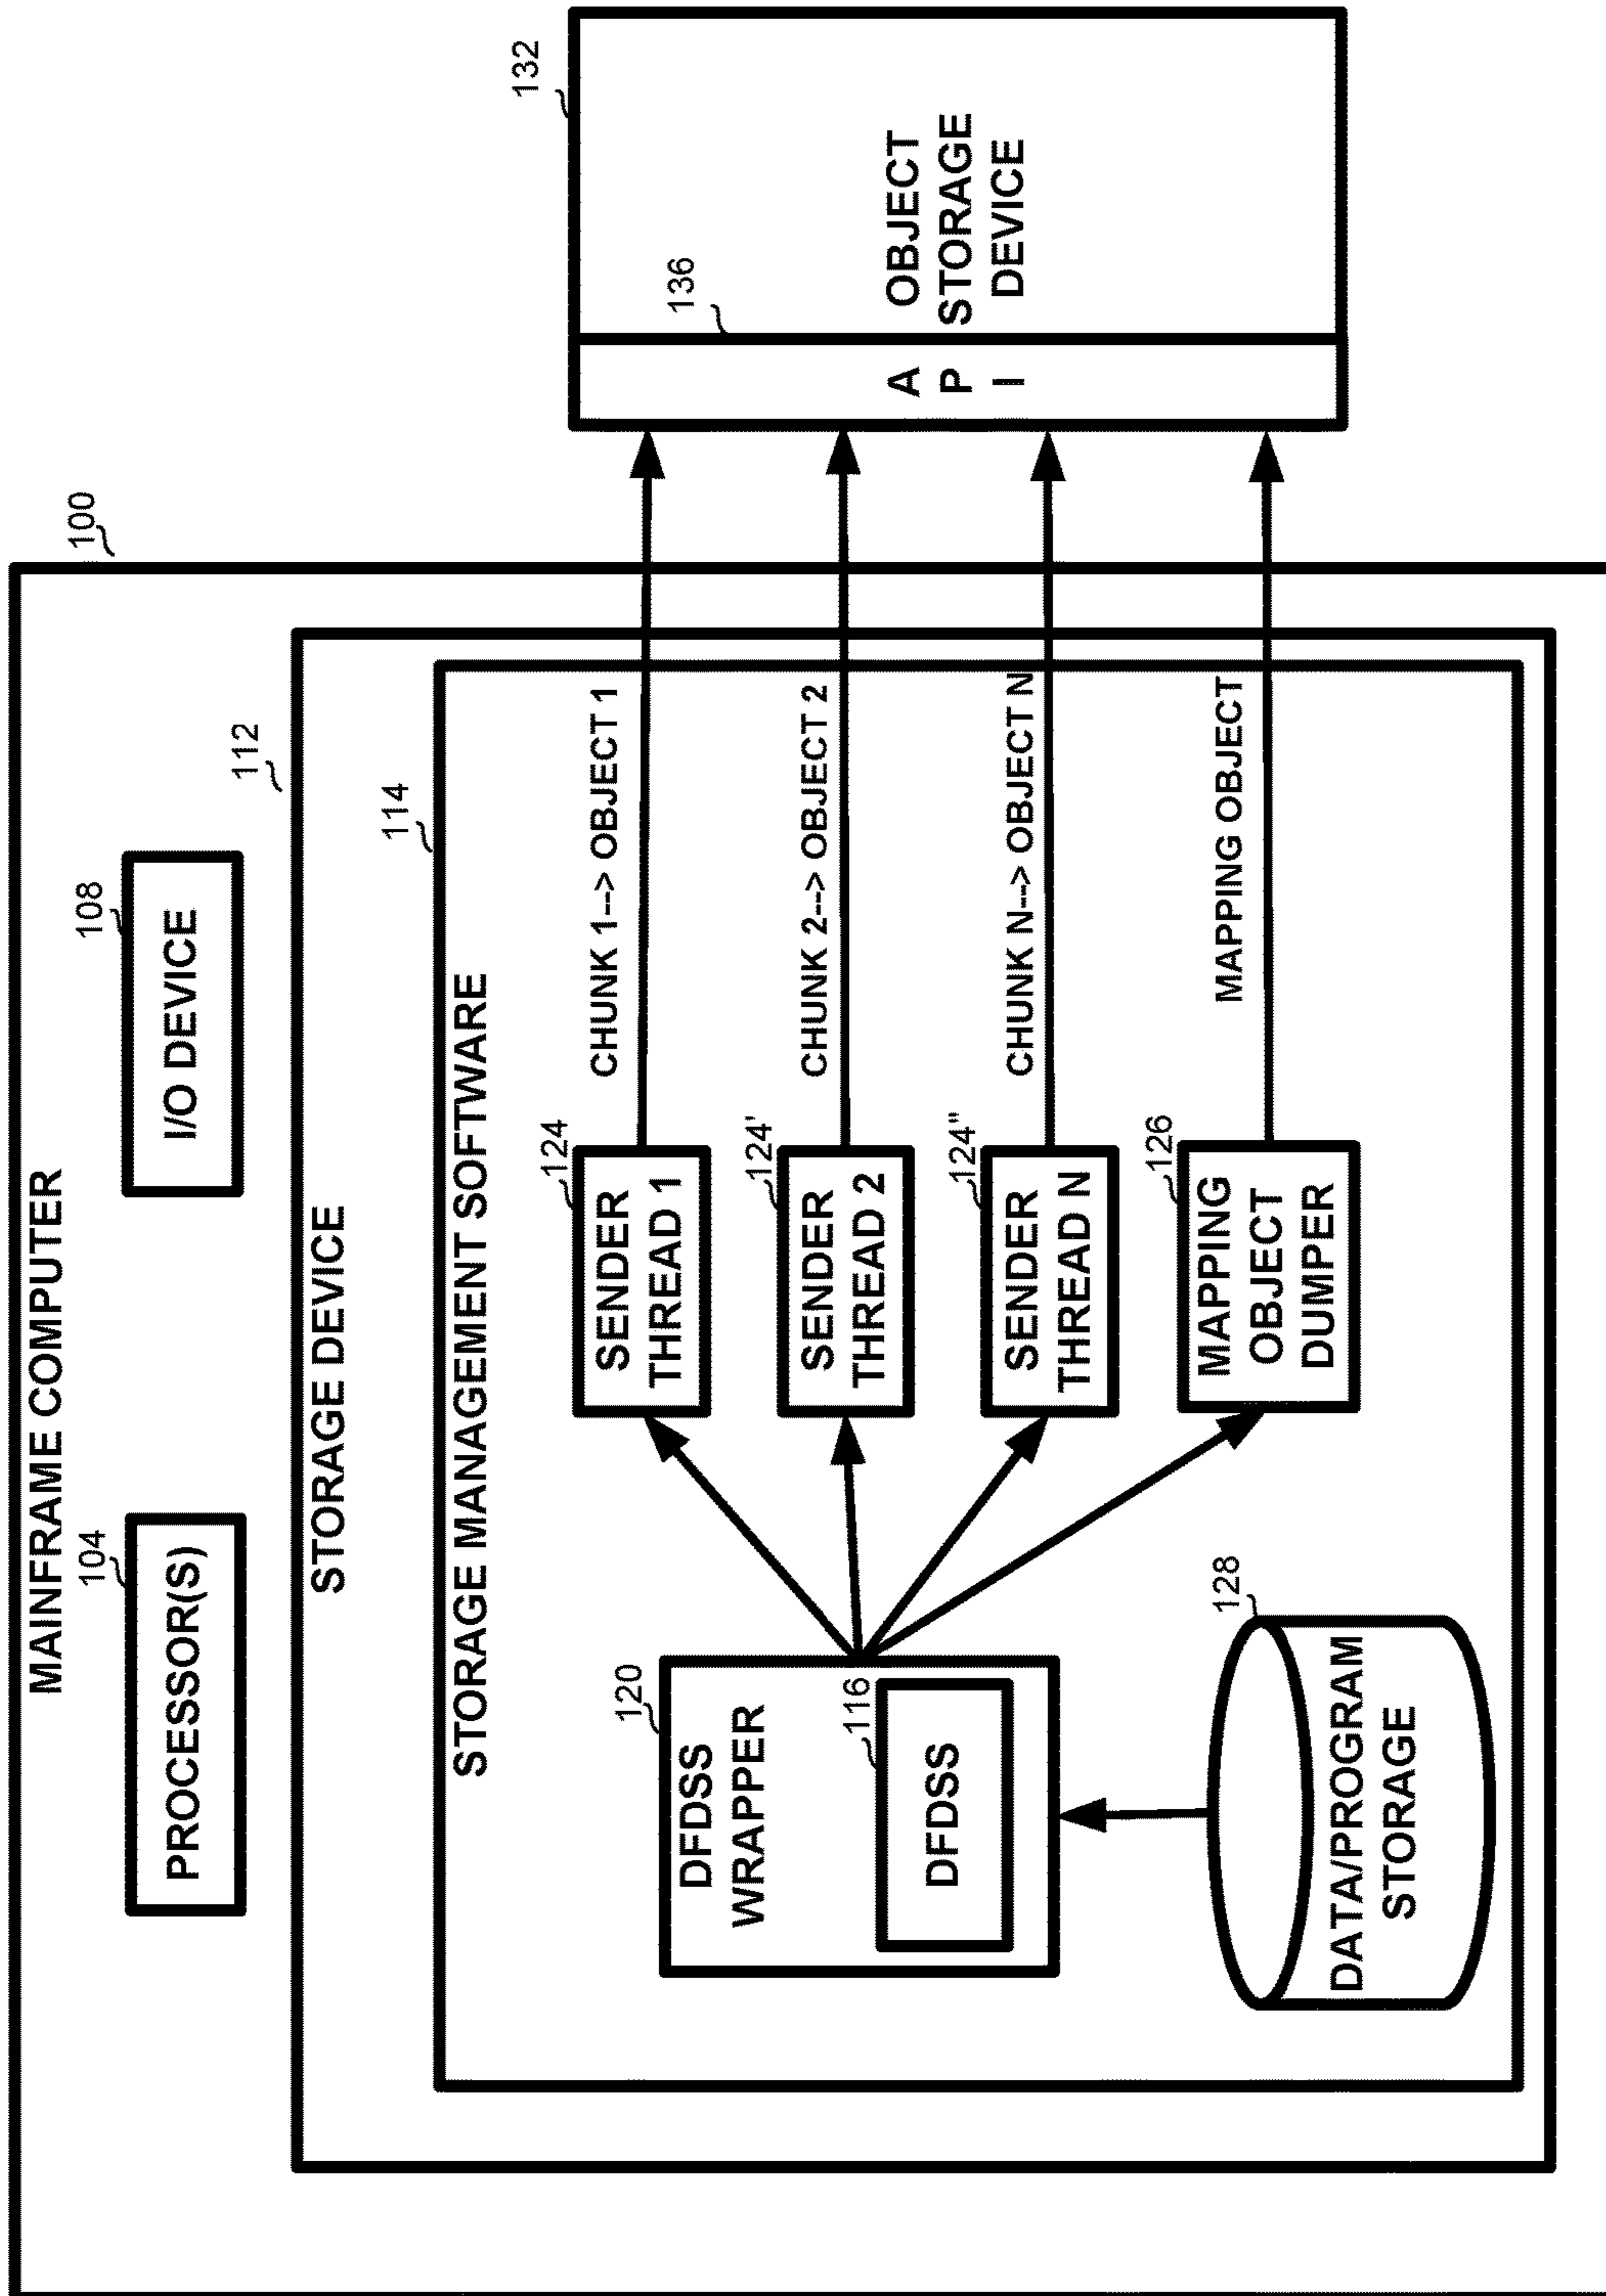 MAINFRAME COMPUTER
100
104
PROCESSOR(S)
108
I/O DEVICE
112
STORAGE DEVICE
114
STORAGE MANAGEMENT SOFTWARE
120
DFDSS
WRAPPER
116
DFDSS
128
DATA/PROGRAM
STORAGE
124
SENDER
THREAD 1
CHUNK 1--> OBJECT 1
124'
SENDER
THREAD 2
CHUNK 2--> OBJECT 2
124"
SENDER
THREAD N
CHUNK N---> OBJECT N
126
MAPPING
OBJECT
DUMPER
MAPPING OBJECT
132
136
A
P
I
OBJECT
STORAGE
DEVICE